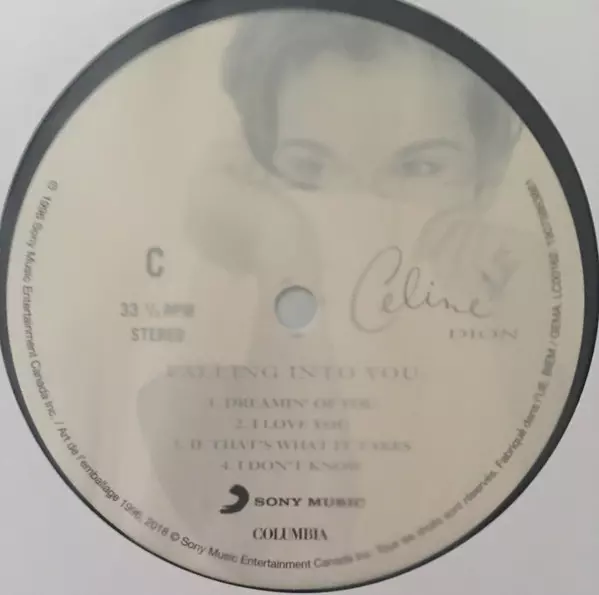 C
33 ⅓ RPM
STEREO
Celine
DION
FALLING INTO YOU
1. DREAMIN' OF YOU
2. I LOVE YOU
3. IF THAT'S WHAT IT TAKES
4. I DON'T KNOW
SONY MUSIC
COLUMBIA
℗ 1996 Sony Music Entertainment Canada Inc. / Art de l'emballage 1996, 2018 © Sony Music Entertainment Canada Inc. Tous les droits sont réservés. Fabriqué dans l'UE. BIEM / GEMA. LC00162